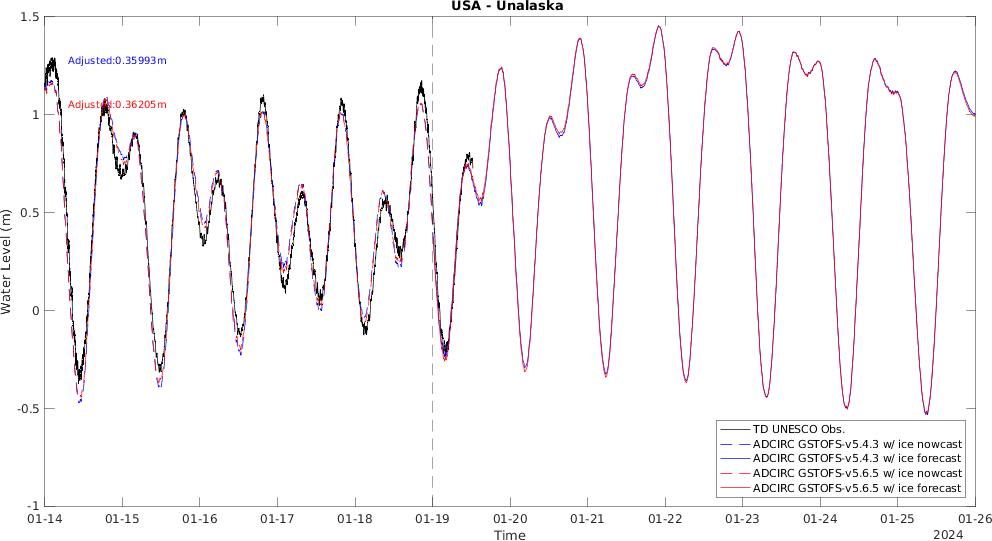 USA - Unalaska
Adjusted:0.35993m
Adjusted:0.36205m
Water Level (m)
1.5
1
0.5
0
-0.5
-1
TD UNESCO Obs.
ADCIRC GSTOFS-v5.4.3 w/ ice nowcast
ADCIRC GSTOFS-v5.4.3 w/ ice forecast
ADCIRC GSTOFS-v5.6.5 w/ ice nowcast
ADCIRC GSTOFS-v5.6.5 w/ ice forecast
01-14 01-15 01-16 01-17 01-18 01-19 01-20 01-21 01-22 01-23 01-24 01-25 01-26
Time
2024